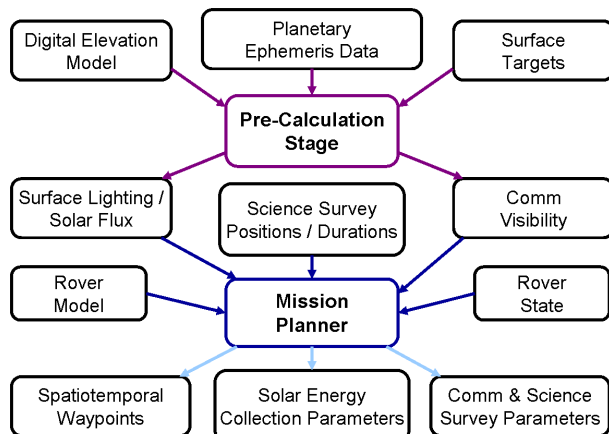 Digital Elevation
Model
Planetary
Ephemeris Data
Surface
Targets
Pre-Calculation
Stage
Surface Lighting /
Solar Flux
Science Survey
Positions / Durations
Comm
Visibility
Rover
Model
Mission
Planner
Rover
State
Spatiotemporal
Waypoints
Solar Energy
Collection Parameters
Comm & Science
Survey Parameters